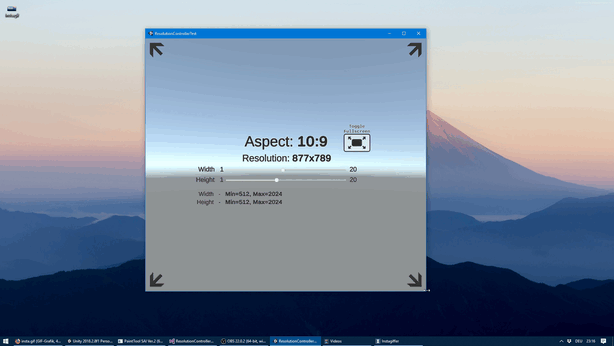 Instagif
ResolutionControllerTest
Toggle
Fullscreen
Aspect: 10:9
Resolution: 877x789
Width 1 20
Height 1 20
Width - Min=512, Max=2024
Height - Min=512, Max=2024
insta.gif (GIF-Grafik, 4... Unity 2018.2.0f1 Person... PaintTool SAI Ver.2 (6... ResolutionController... OBS 22.0.2 (64-bit, wi... ResolutionController... Videos Instagiffer DEU 23:16